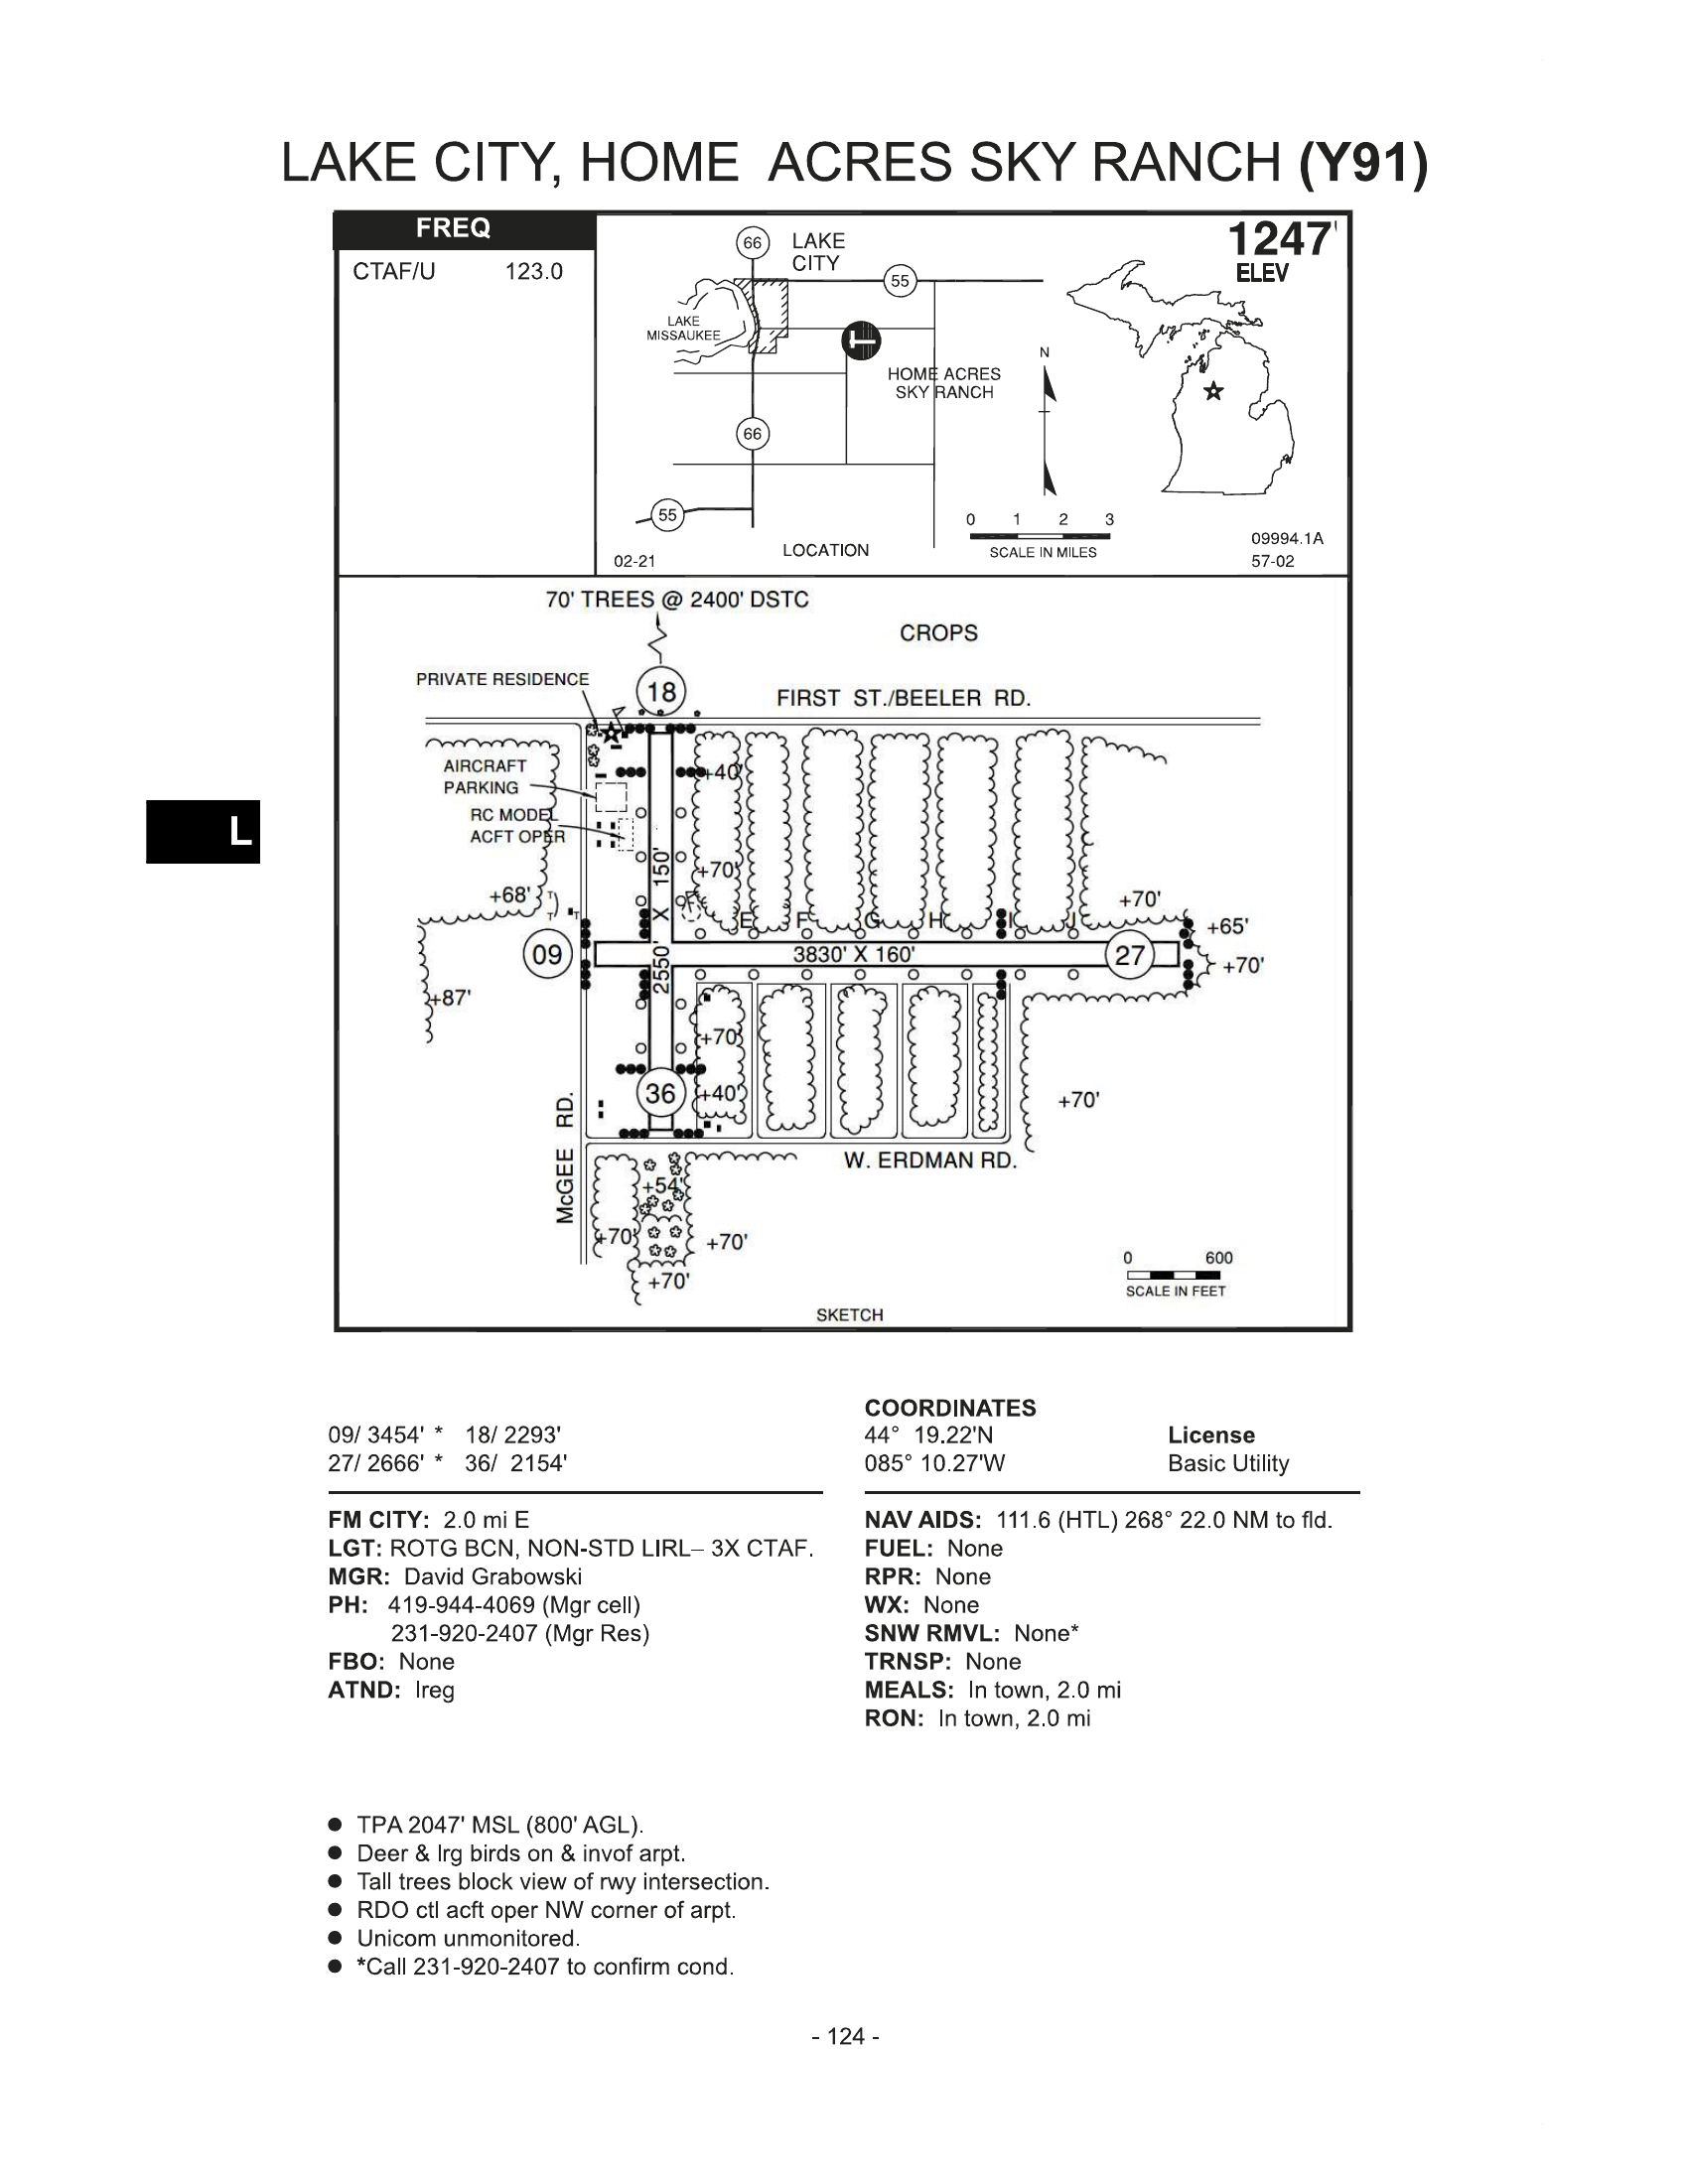 LAKE CITY, HOME ACRES SKY RANCH (Y91)
FREQ
CTAF/U 123.0
1247'
ELEV
66
LAKE
CITY
55
LAKE
MISSAUKEE
HOME ACRES
SKY RANCH
N
66
55
0 1 2 3
SCALE IN MILES
LOCATION
02-21
09994.1A
57-02
70' TREES @ 2400' DSTC
CROPS
PRIVATE RESIDENCE
18
FIRST ST./BEELER RD.
AIRCRAFT
PARKING
+40'
RC MODEL
ACFT OPER
2550' X 150'
+70'
+68'
T
T
T
+70'
E F G H I J
+65'
09
3830' X 160'
27
+70'
+87'
+70'
36
+40'
+70'
McGEE RD.
W. ERDMAN RD.
+54'
+70'
+70'
+70'
0 600
SCALE IN FEET
SKETCH
L
09/ 3454' * 18/ 2293'
27/ 2666' * 36/ 2154'
COORDINATES
44° 19.22'N
085° 10.27'W
License
Basic Utility
FM CITY: 2.0 mi E
LGT: ROTG BCN, NON-STD LIRL– 3X CTAF.
MGR: David Grabowski
PH: 419-944-4069 (Mgr cell)
231-920-2407 (Mgr Res)
FBO: None
ATND: Ireg
NAV AIDS: 111.6 (HTL) 268° 22.0 NM to fld.
FUEL: None
RPR: None
WX: None
SNW RMVL: None*
TRNSP: None
MEALS: In town, 2.0 mi
RON: In town, 2.0 mi
● TPA 2047' MSL (800' AGL).
● Deer & lrg birds on & invof arpt.
● Tall trees block view of rwy intersection.
● RDO ctl acft oper NW corner of arpt.
● Unicom unmonitored.
● *Call 231-920-2407 to confirm cond.
- 124 -